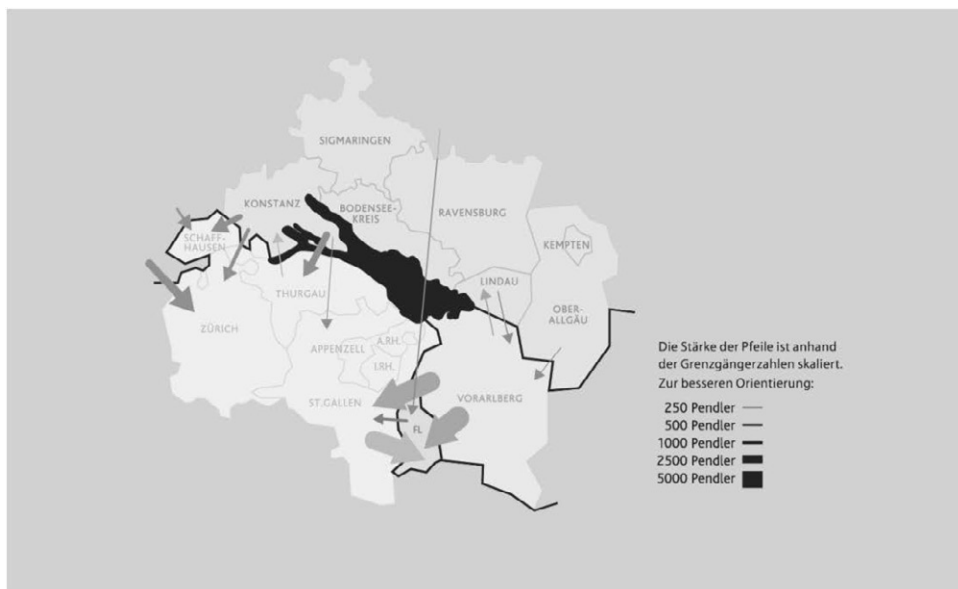 SIGMARINGEN
KONSTANZ
BODENSEE-
KREIS
RAVENSBURG
SCHAFF-
HAUSEN
KEMPTEN
LINDAU
THURGAU
OBER-
ALLGÄU
ZÜRICH
A.RH.
APPENZELL
I.RH.
ST.GALLEN
VORARLBERG
FL
Die Stärke der Pfeile ist anhand
der Grenzgängerzahlen skaliert.
Zur besseren Orientierung:
250 Pendler
500 Pendler
1000 Pendler
2500 Pendler
5000 Pendler